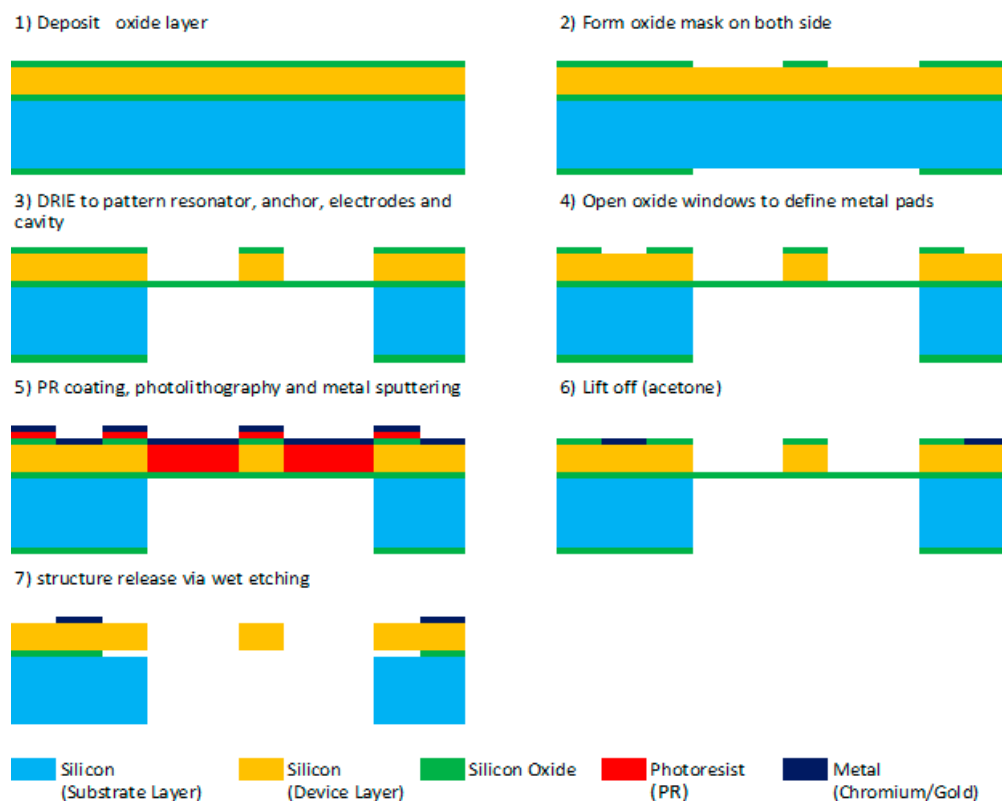 1) Deposit oxide layer
2) Form oxide mask on both side
3) DRIE to pattern resonator, anchor, electrodes and
cavity
4) Open oxide windows to define metal pads
5) PR coating, photolithography and metal sputtering
6) Lift off (acetone)
7) structure release via wet etching
Silicon
(Substrate Layer)
Silicon
(Device Layer)
Silicon Oxide
Photoresist
(PR)
Metal
(Chromium/Gold)